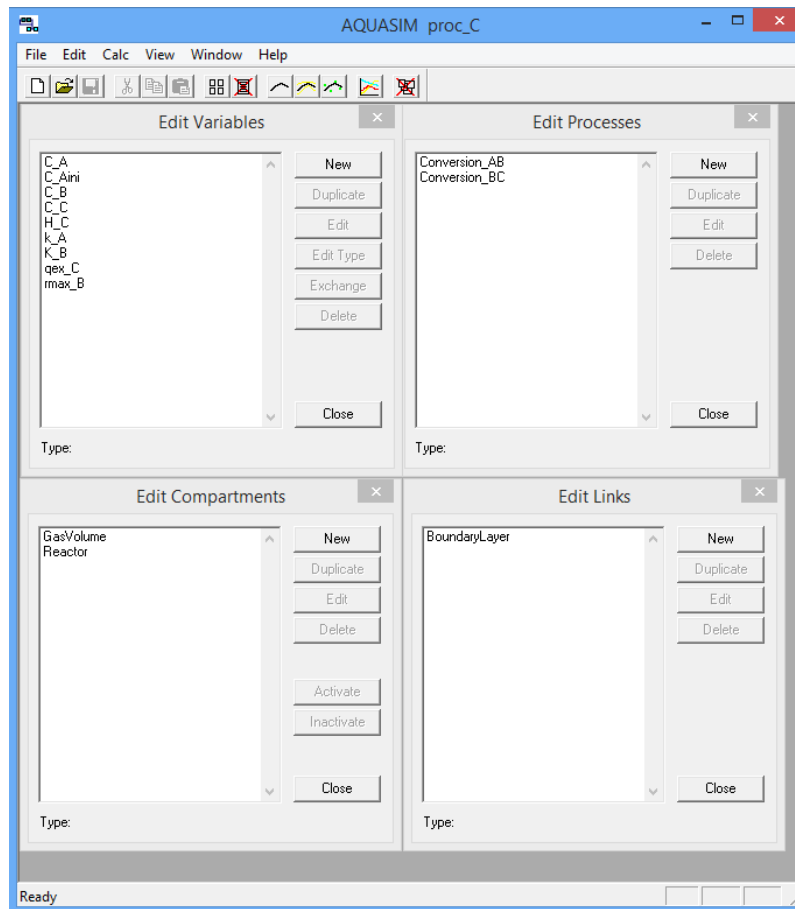 AQUASIM proc_C
File Edit Calc View Window Help
Edit Variables
C_A
C_Aini
C_B
C_C
H_C
k_A
K_B
qex_C
rmax_B
New
Duplicate
Edit
Edit Type
Exchange
Delete
Close
Type:
Edit Processes
Conversion_AB
Conversion_BC
New
Duplicate
Edit
Delete
Close
Type:
Edit Compartments
GasVolume
Reactor
New
Duplicate
Edit
Delete
Activate
Inactivate
Close
Type:
Edit Links
BoundaryLayer
New
Duplicate
Edit
Delete
Close
Type:
Ready